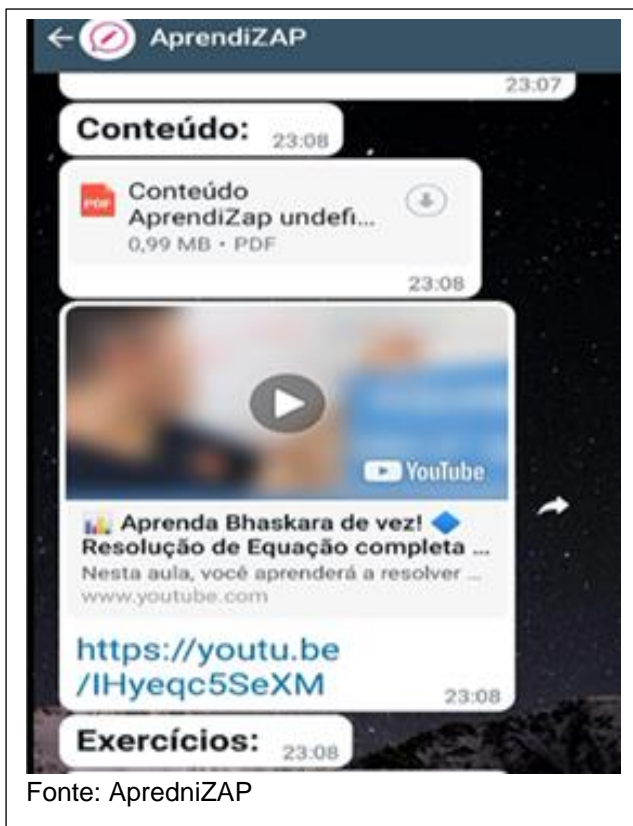 AprendiZAP
23:07
Conteúdo: 23:08
Conteúdo
PDF AprendiZap undefi...
0,99 MB • PDF
23:08
YouTube
Aprenda Bhaskara de vez!
Resolução de Equação completa ...
Nesta aula, você aprenderá a resolver ...
www.youtube.com
https://youtu.be
/IHyeqc5SeXM 23:08
Exercícios: 23:08
Fonte: ApredniZAP